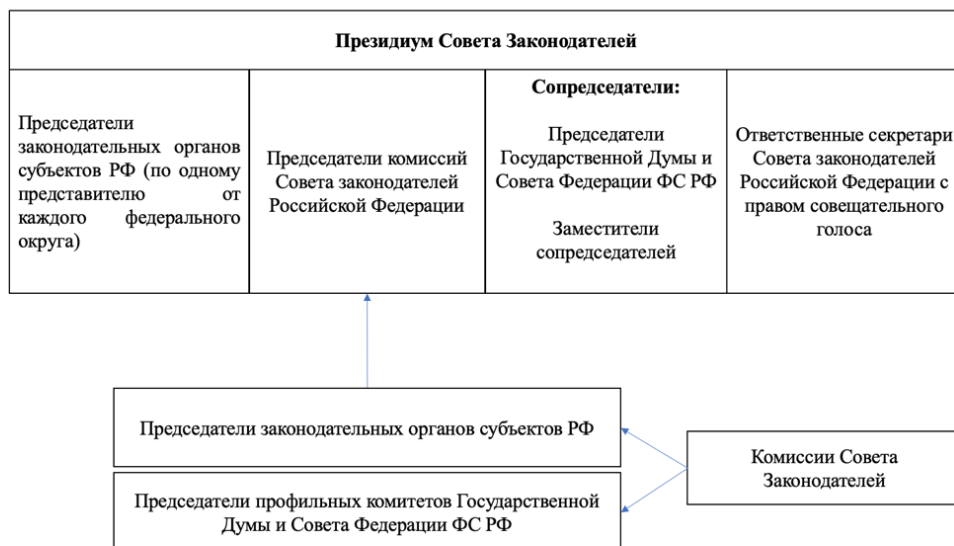 Президиум Совета Законодателей
Председатели
законодательных органов
субъектов РФ (по одному
представителю от
каждого федерального
округа)
Председатели комиссий
Совета законодателей
Российской Федерации
Сопредседатели:
Председатели
Государственной Думы и
Совета Федерации ФС РФ
Заместители
сопредседателей
Ответственные секретари
Совета законодателей
Российской Федерации с
правом совещательного
голоса
Председатели законодательных органов субъектов РФ
Председатели профильных комитетов Государственной
Думы и Совета Федерации ФС РФ
Комиссии Совета
Законодателей